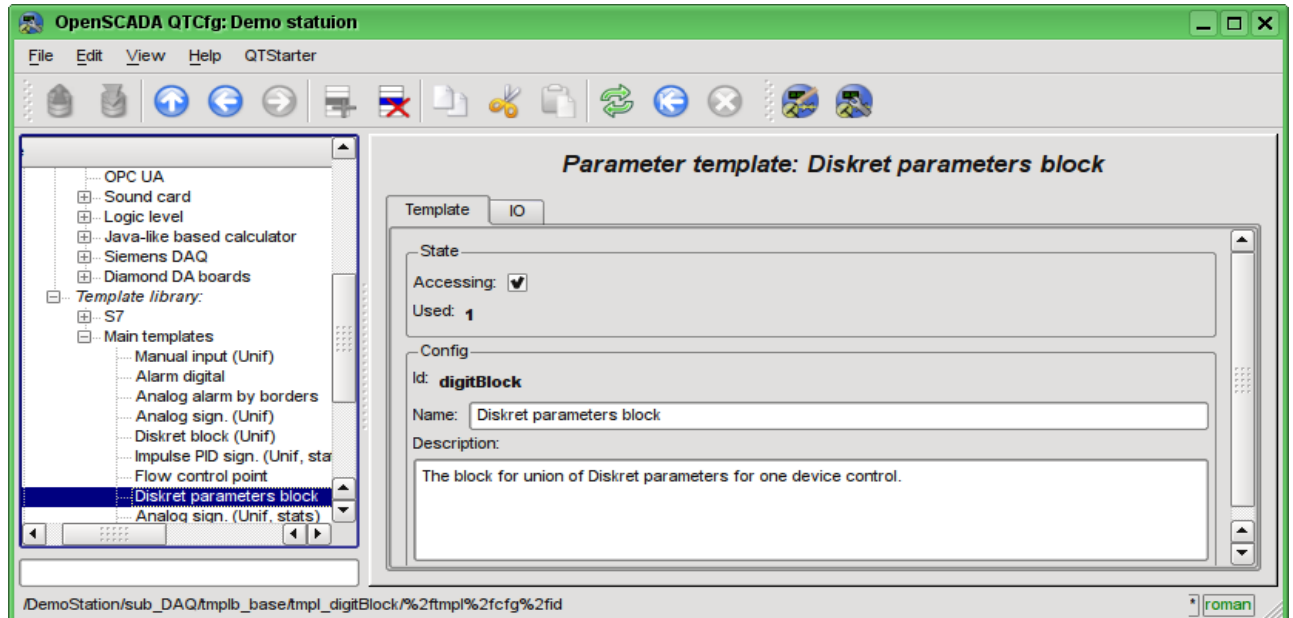 OpenSCADA QTCfg: Demo statuion
File Edit View Help QTStarter
OPC UA
Sound card
Logic level
Java-like based calculator
Siemens DAQ
Diamond DA boards
Template library:
S7
Main templates
Manual input (Unif)
Alarm digital
Analog alarm by borders
Analog sign. (Unif)
Diskret block (Unif)
Impulse PID sign. (Unif, sta
Flow control point
Diskret parameters block
Analog sign. (Unif, stats)
Parameter template: Diskret parameters block
Template IO
State
Accessing:
Used: 1
Config
Id: digitBlock
Name: Diskret parameters block
Description:
The block for union of Diskret parameters for one device control.
/DemoStation/sub_DAQ/tmplb_base/tmpl_digitBlock/%2ftmpl%2fcfg%2fid
* roman